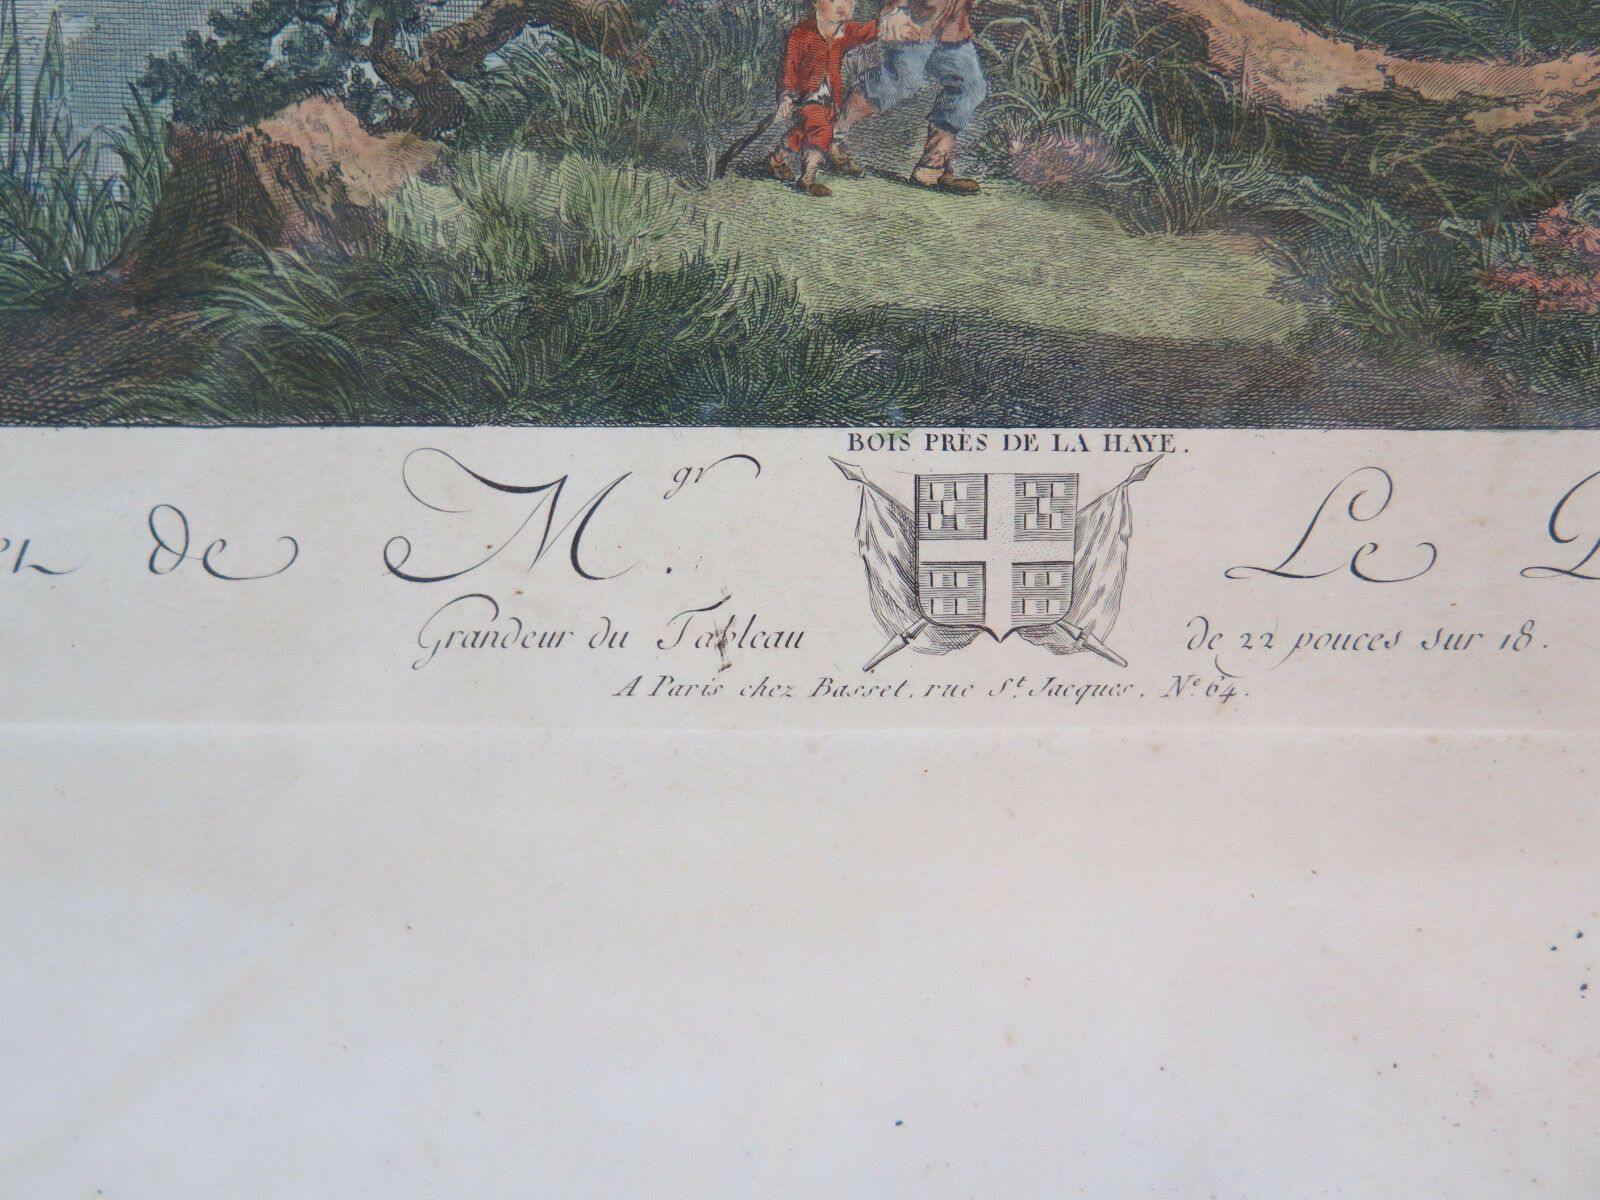 BOIS PRÈS DE LA HAYE.
de M.gr Le
Grandeur du Tableau de 22 pouces sur 18.
A Paris chez Basset, rue St. Jacques, No. 64.